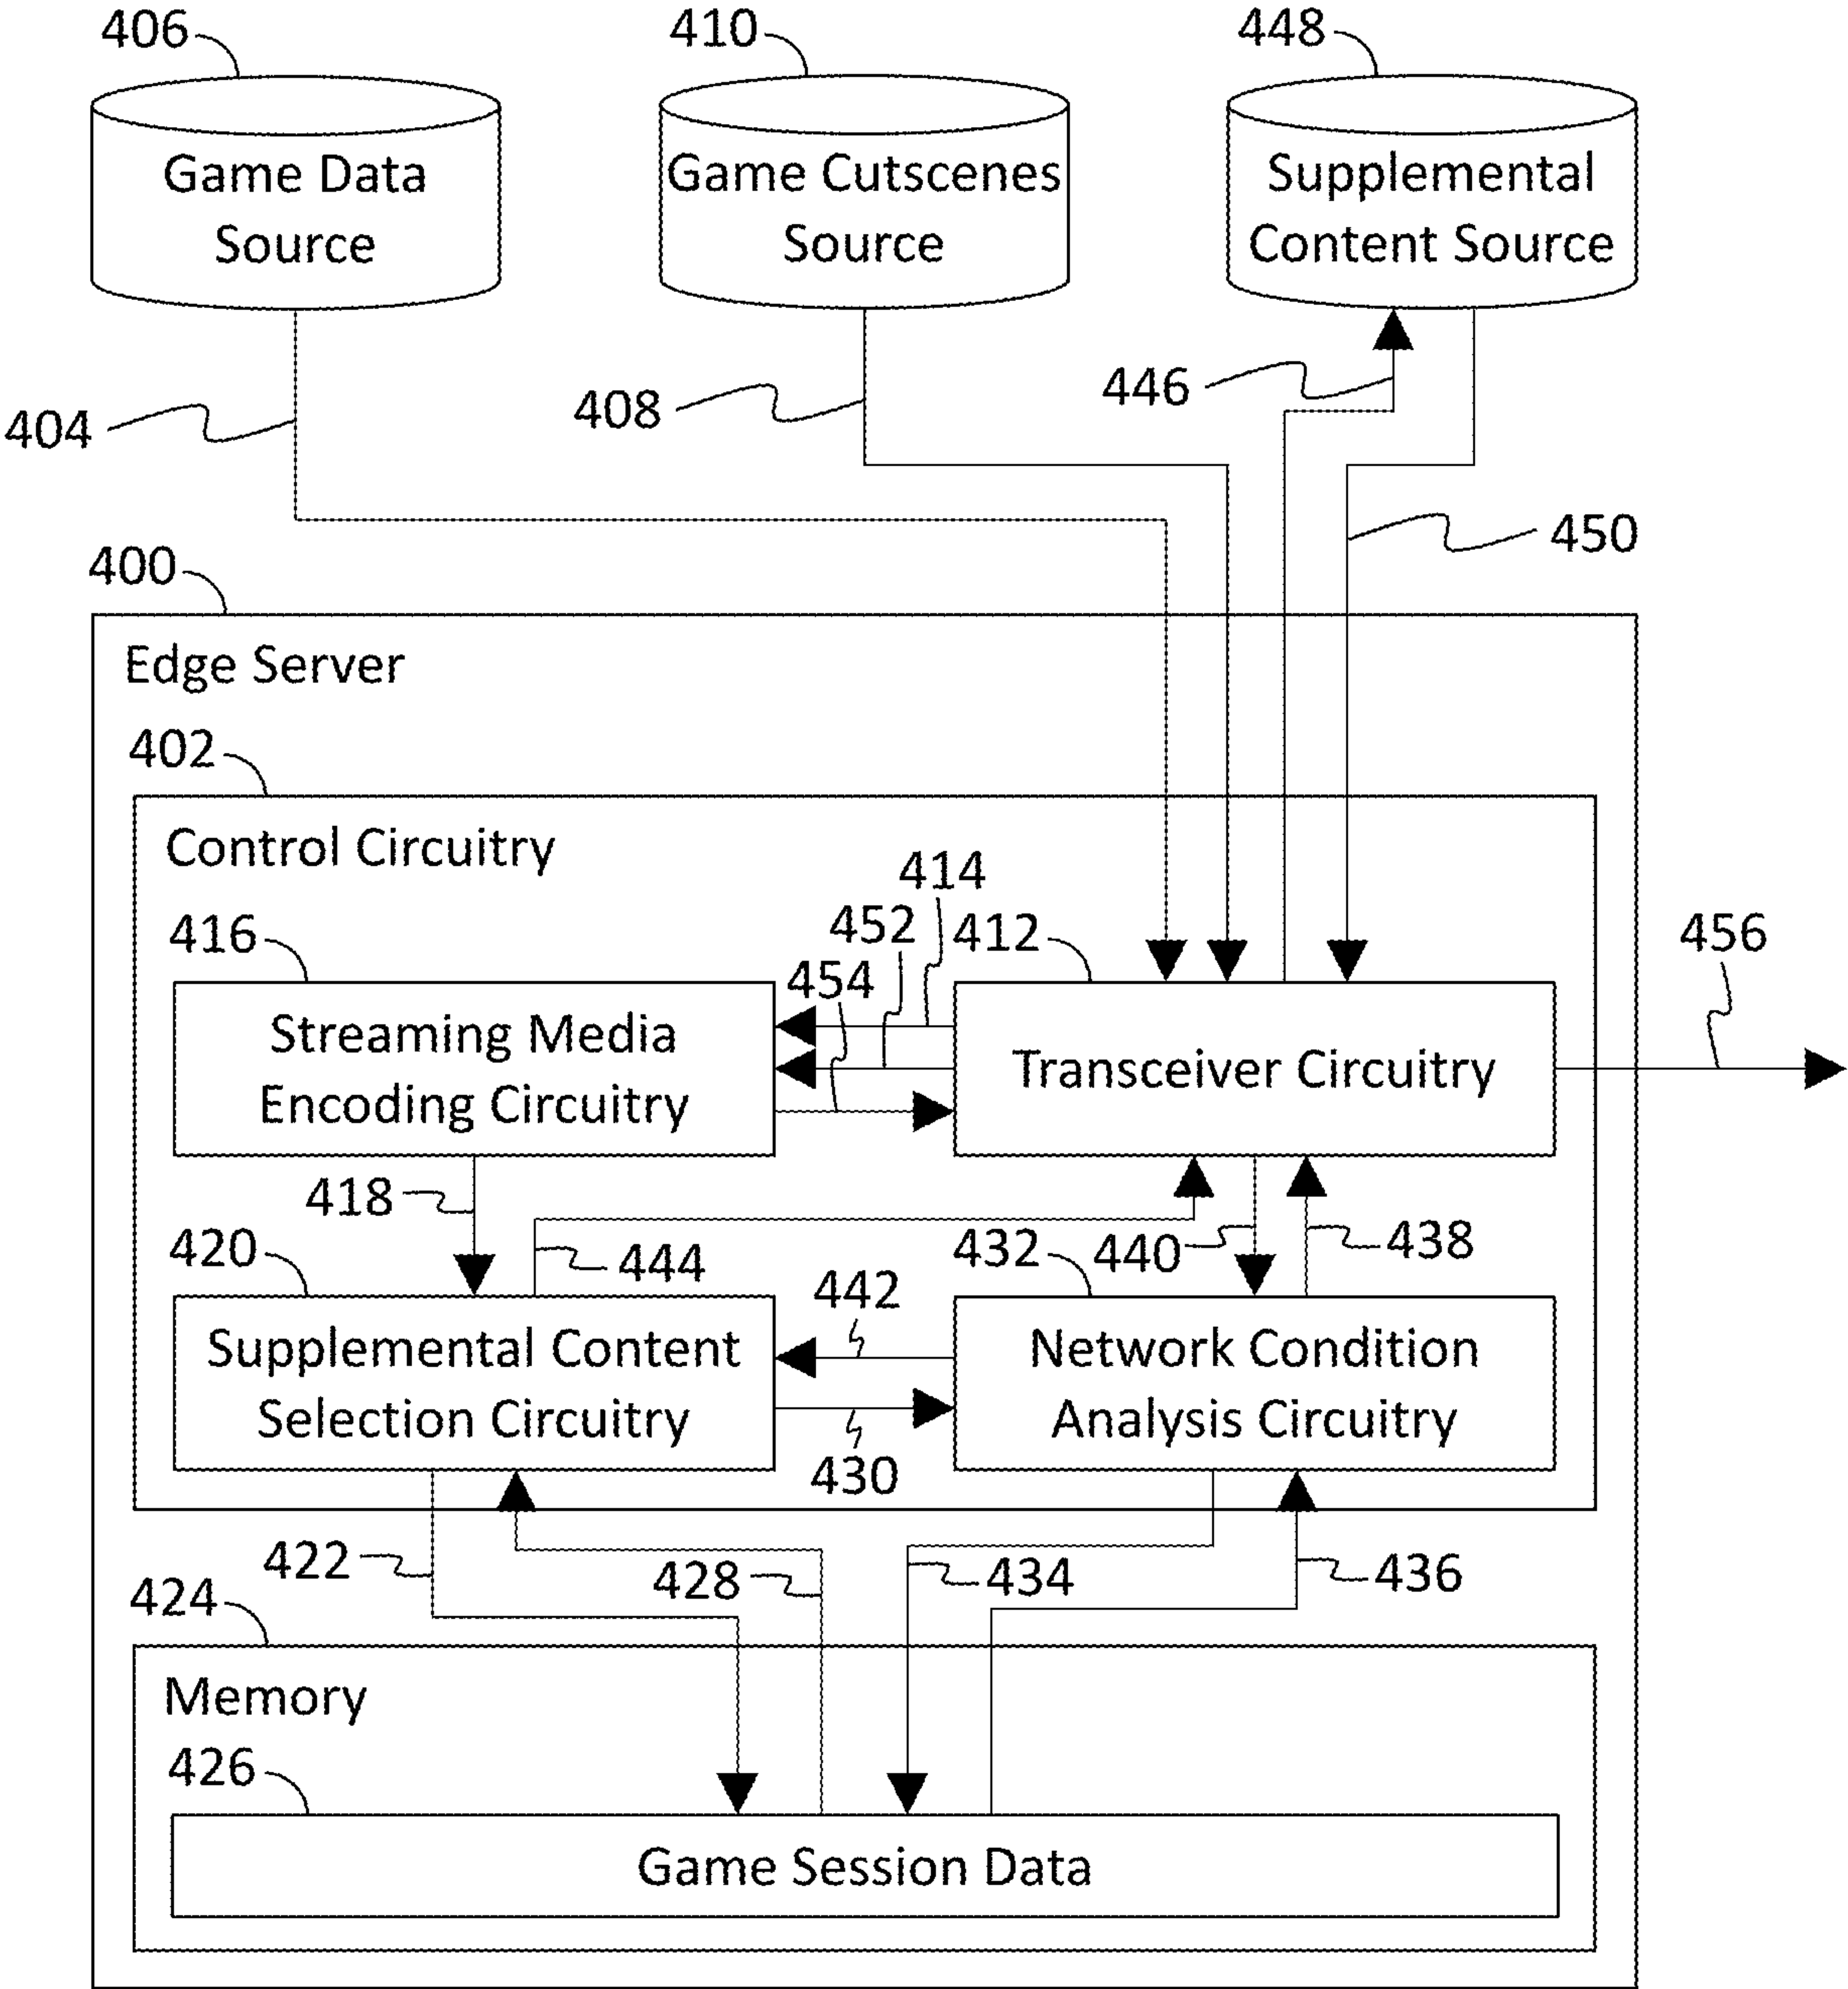 406
410
448
Game Data
Source
Game Cutscenes
Source
Supplemental
Content Source
446
408
404
450
400
Edge Server
402
Control Circuitry
414
452
416
412
456
454
Streaming Media
Encoding Circuitry
Transceiver Circuitry
418
420
444
432
440
438
442
Supplemental Content
Selection Circuitry
Network Condition
Analysis Circuitry
430
422
428
434
436
424
Memory
426
Game Session Data